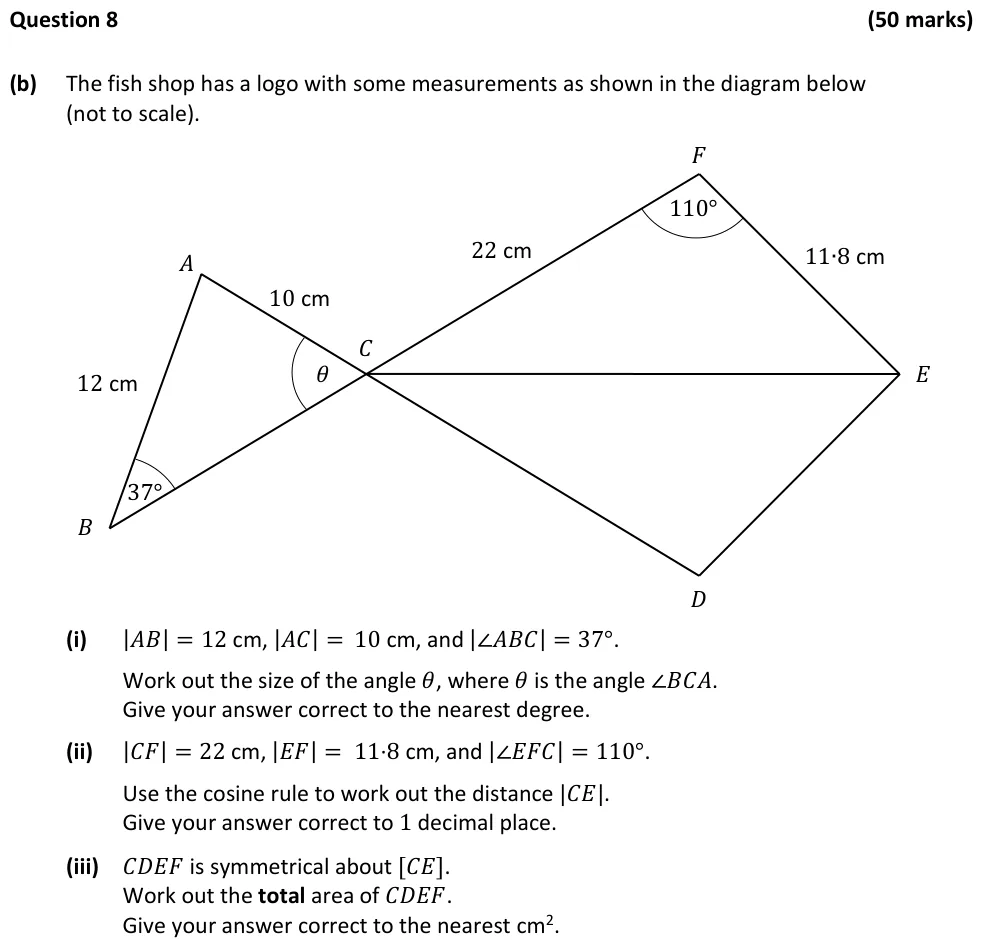 Question 8 (50 marks)
(b) The fish shop has a logo with some measurements as shown in the diagram below
(not to scale).
F
110°
22 cm
11·8 cm
A
10 cm
C
θ
E
12 cm
37°
B
D
(i) |AB| = 12 cm, |AC| = 10 cm, and |∠ABC| = 37°.
Work out the size of the angle θ, where θ is the angle ∠BCA.
Give your answer correct to the nearest degree.
(ii) |CF| = 22 cm, |EF| = 11·8 cm, and |∠EFC| = 110°.
Use the cosine rule to work out the distance |CE|.
Give your answer correct to 1 decimal place.
(iii) CDEF is symmetrical about [CE].
Work out the total area of CDEF.
Give your answer correct to the nearest cm².